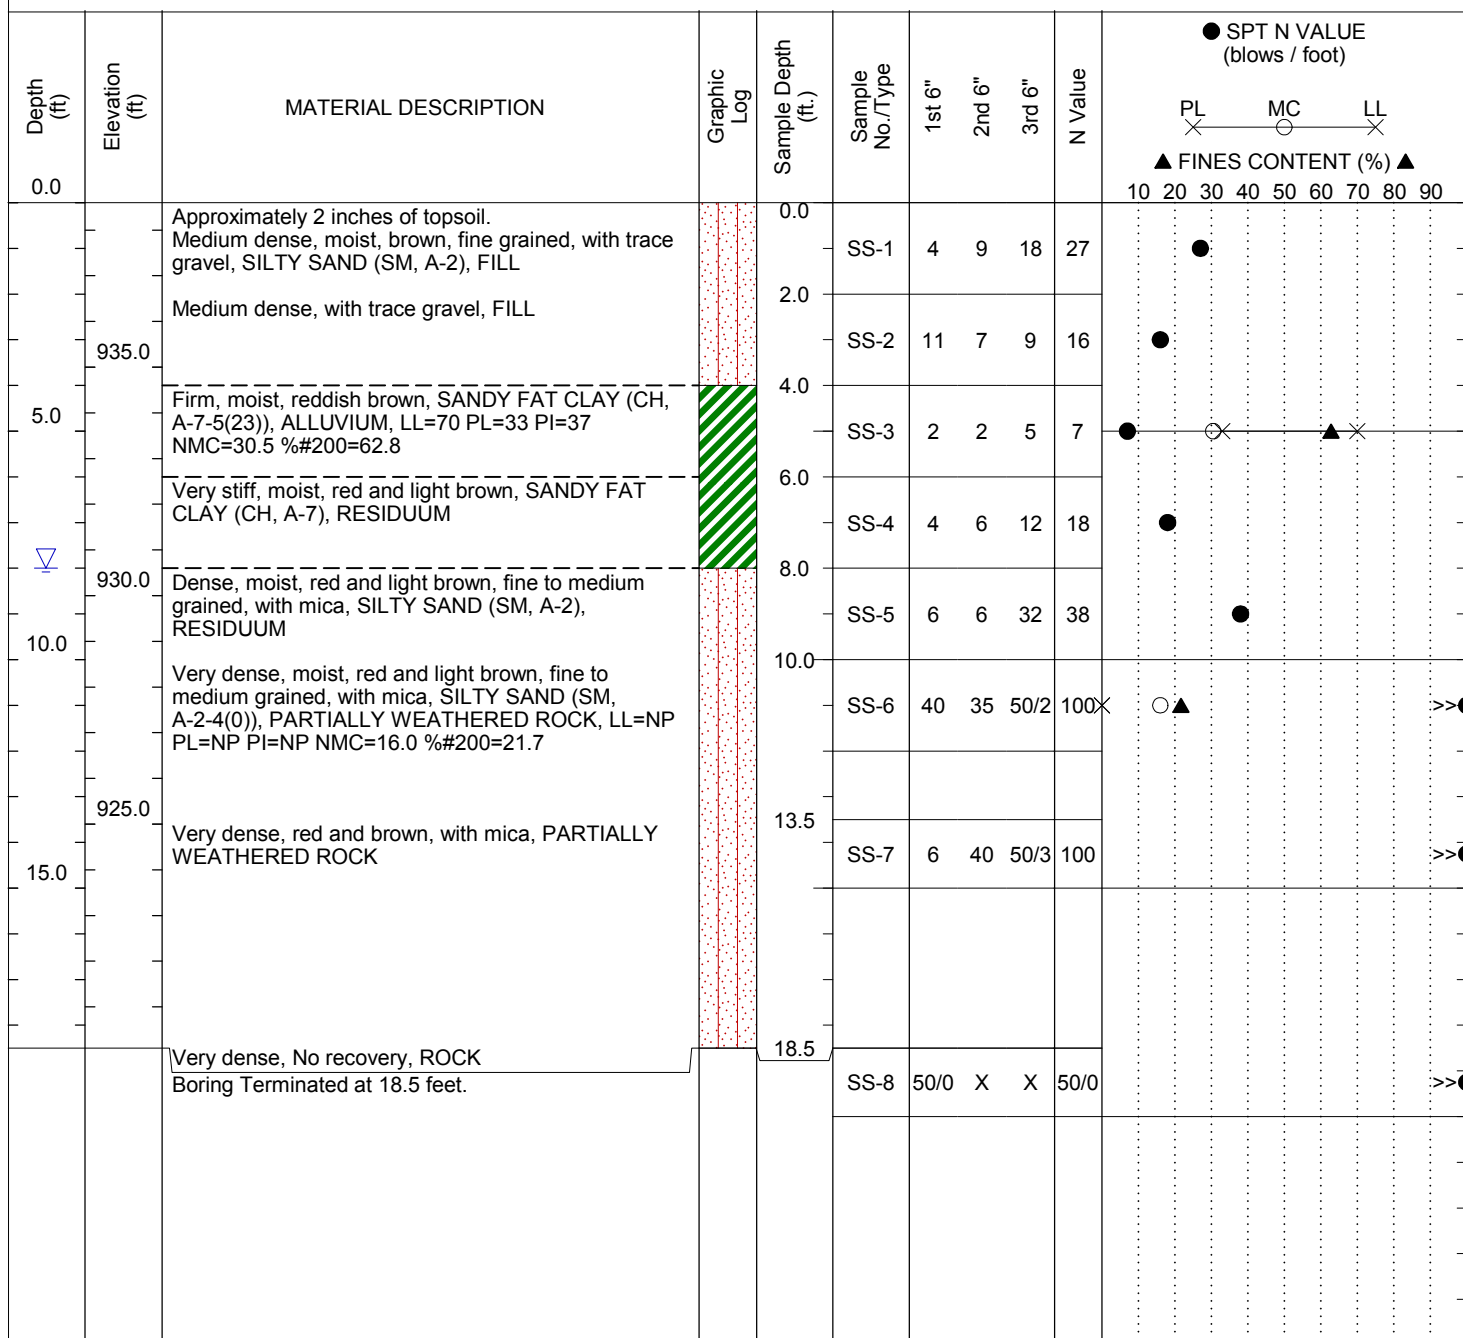 Depth (ft)
Elevation (ft)
MATERIAL DESCRIPTION
Graphic Log
Sample Depth (ft.)
Sample No./Type
1st 6"
2nd 6"
3rd 6"
N Value
● SPT N VALUE
(blows / foot)
PL MC LL
▲ FINES CONTENT (%) ▲
10 20 30 40 50 60 70 80 90
0.0
0.0
Approximately 2 inches of topsoil.
Medium dense, moist, brown, fine grained, with trace
gravel, SILTY SAND (SM, A-2), FILL
SS-1 4 9 18 27
2.0
Medium dense, with trace gravel, FILL
SS-2 11 7 9 16
935.0
4.0
Firm, moist, reddish brown, SANDY FAT CLAY (CH,
5.0
A-7-5(23)), ALLUVIUM, LL=70 PL=33 PI=37
NMC=30.5 %#200=62.8
SS-3 2 2 5 7
6.0
Very stiff, moist, red and light brown, SANDY FAT
CLAY (CH, A-7), RESIDUUM
SS-4 4 6 12 18
8.0
930.0
Dense, moist, red and light brown, fine to medium
grained, with mica, SILTY SAND (SM, A-2),
RESIDUUM
SS-5 6 6 32 38
10.0
10.0
Very dense, moist, red and light brown, fine to
medium grained, with mica, SILTY SAND (SM,
A-2-4(0)), PARTIALLY WEATHERED ROCK, LL=NP
PL=NP PI=NP NMC=16.0 %#200=21.7
SS-6 40 35 50/2 100 >>
925.0
13.5
Very dense, red and brown, with mica, PARTIALLY
WEATHERED ROCK
SS-7 6 40 50/3 100 >>
15.0
18.5
Very dense, No recovery, ROCK
Boring Terminated at 18.5 feet.
SS-8 50/0 X X 50/0 >>